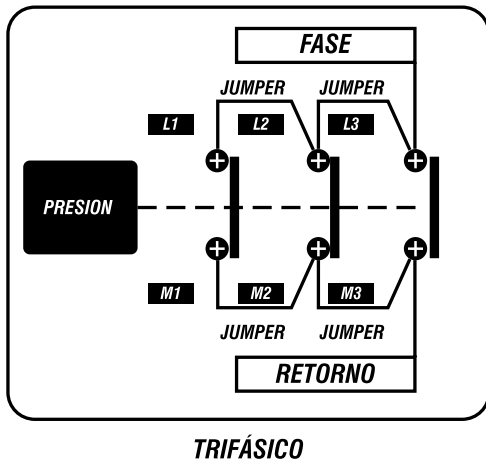 FASE
JUMPER JUMPER
L1 L2 L3
PRESION
M1 M2 M3
JUMPER JUMPER
RETORNO
TRIFÁSICO